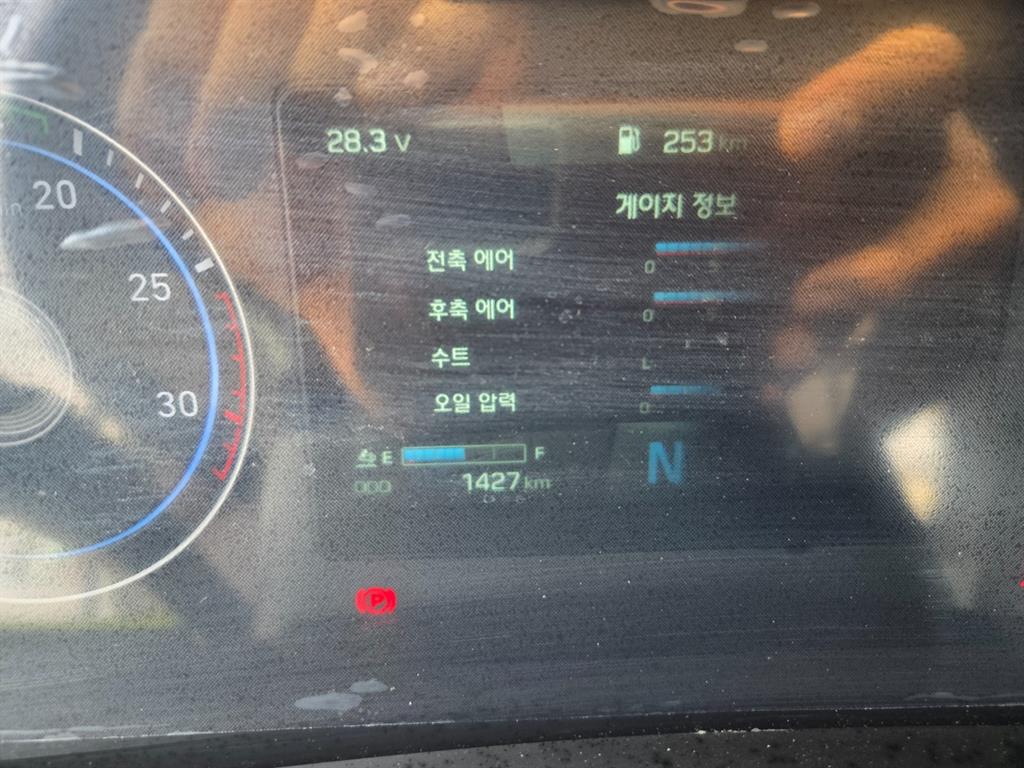 28.3 V
253 km
게이지 정보
전축 에어
0
후축 에어
0
수트
L
오일 압력
0
E
F
N
1427 km
20
25
30
P